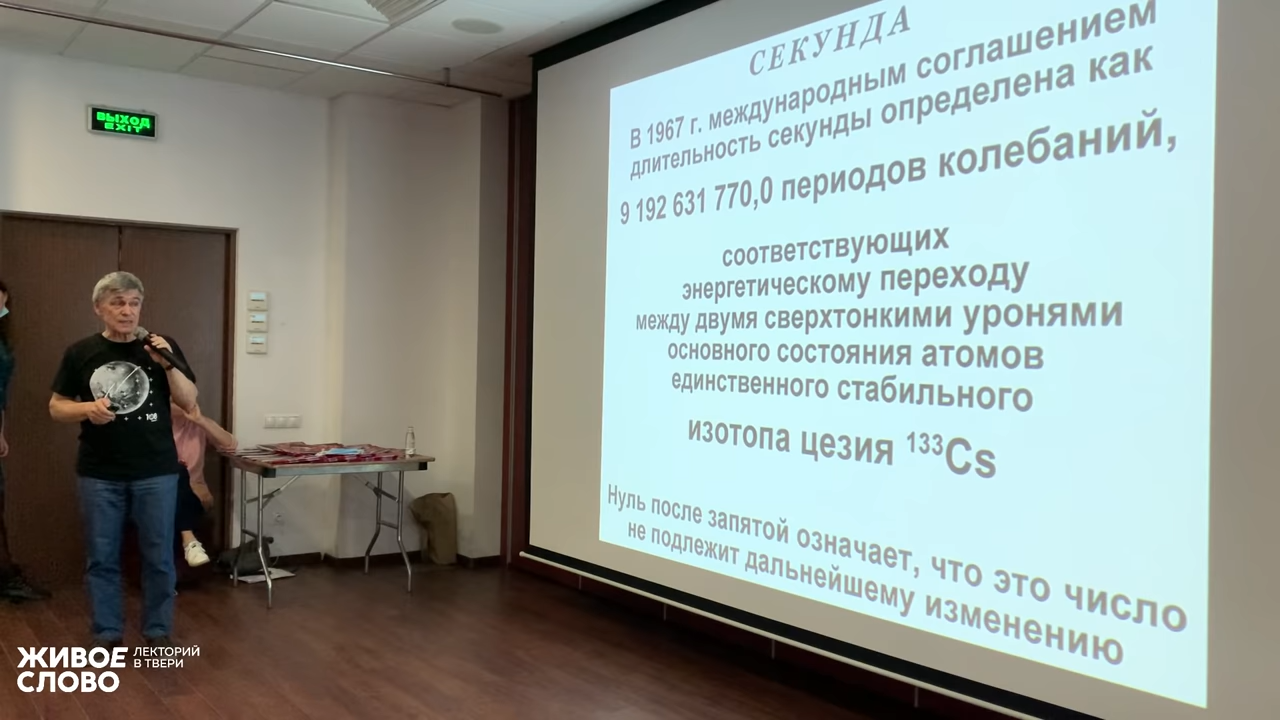 ВЫХОД
EXIT
СЕКУНДА
В 1967 г. международным соглашением
длительность секунды определена как
9 192 631 770,0 периодов колебаний,
соответствующих
энергетическому переходу
между двумя сверхтонкими уронями
основного состояния атомов
единственного стабильного
изотопа цезия ¹³³Cs
Нуль после запятой означает, что это число
не подлежит дальнейшему изменению
ЖИВОЕ
СЛОВО
ЛЕКТОРИЙ
В ТВЕРИ